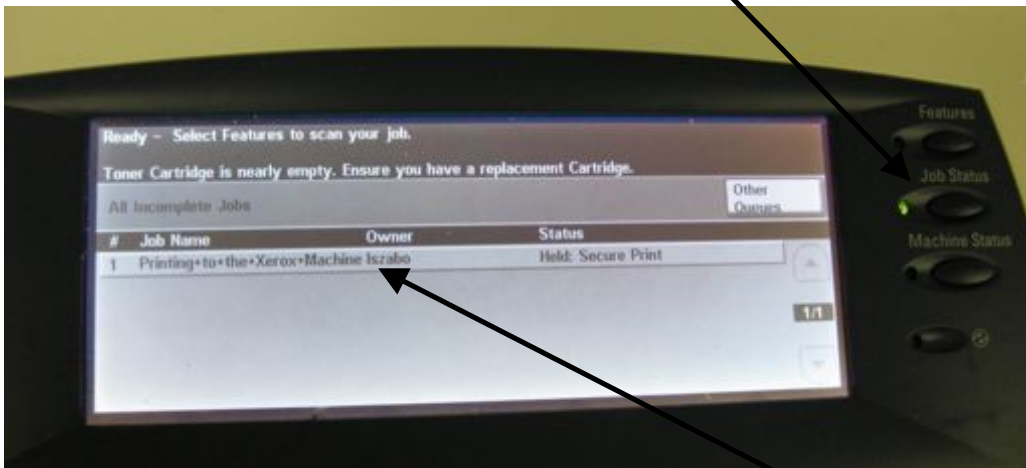 Ready - Select Features to scan your job.
Toner Cartridge is nearly empty. Ensure you have a replacement Cartridge.
All Incomplete Jobs
Other Queues
# Job Name Owner Status
1 Printing+to+the+Xerox+Machine lszabo Held: Secure Print
1/1
Features
Job Status
Machine Status